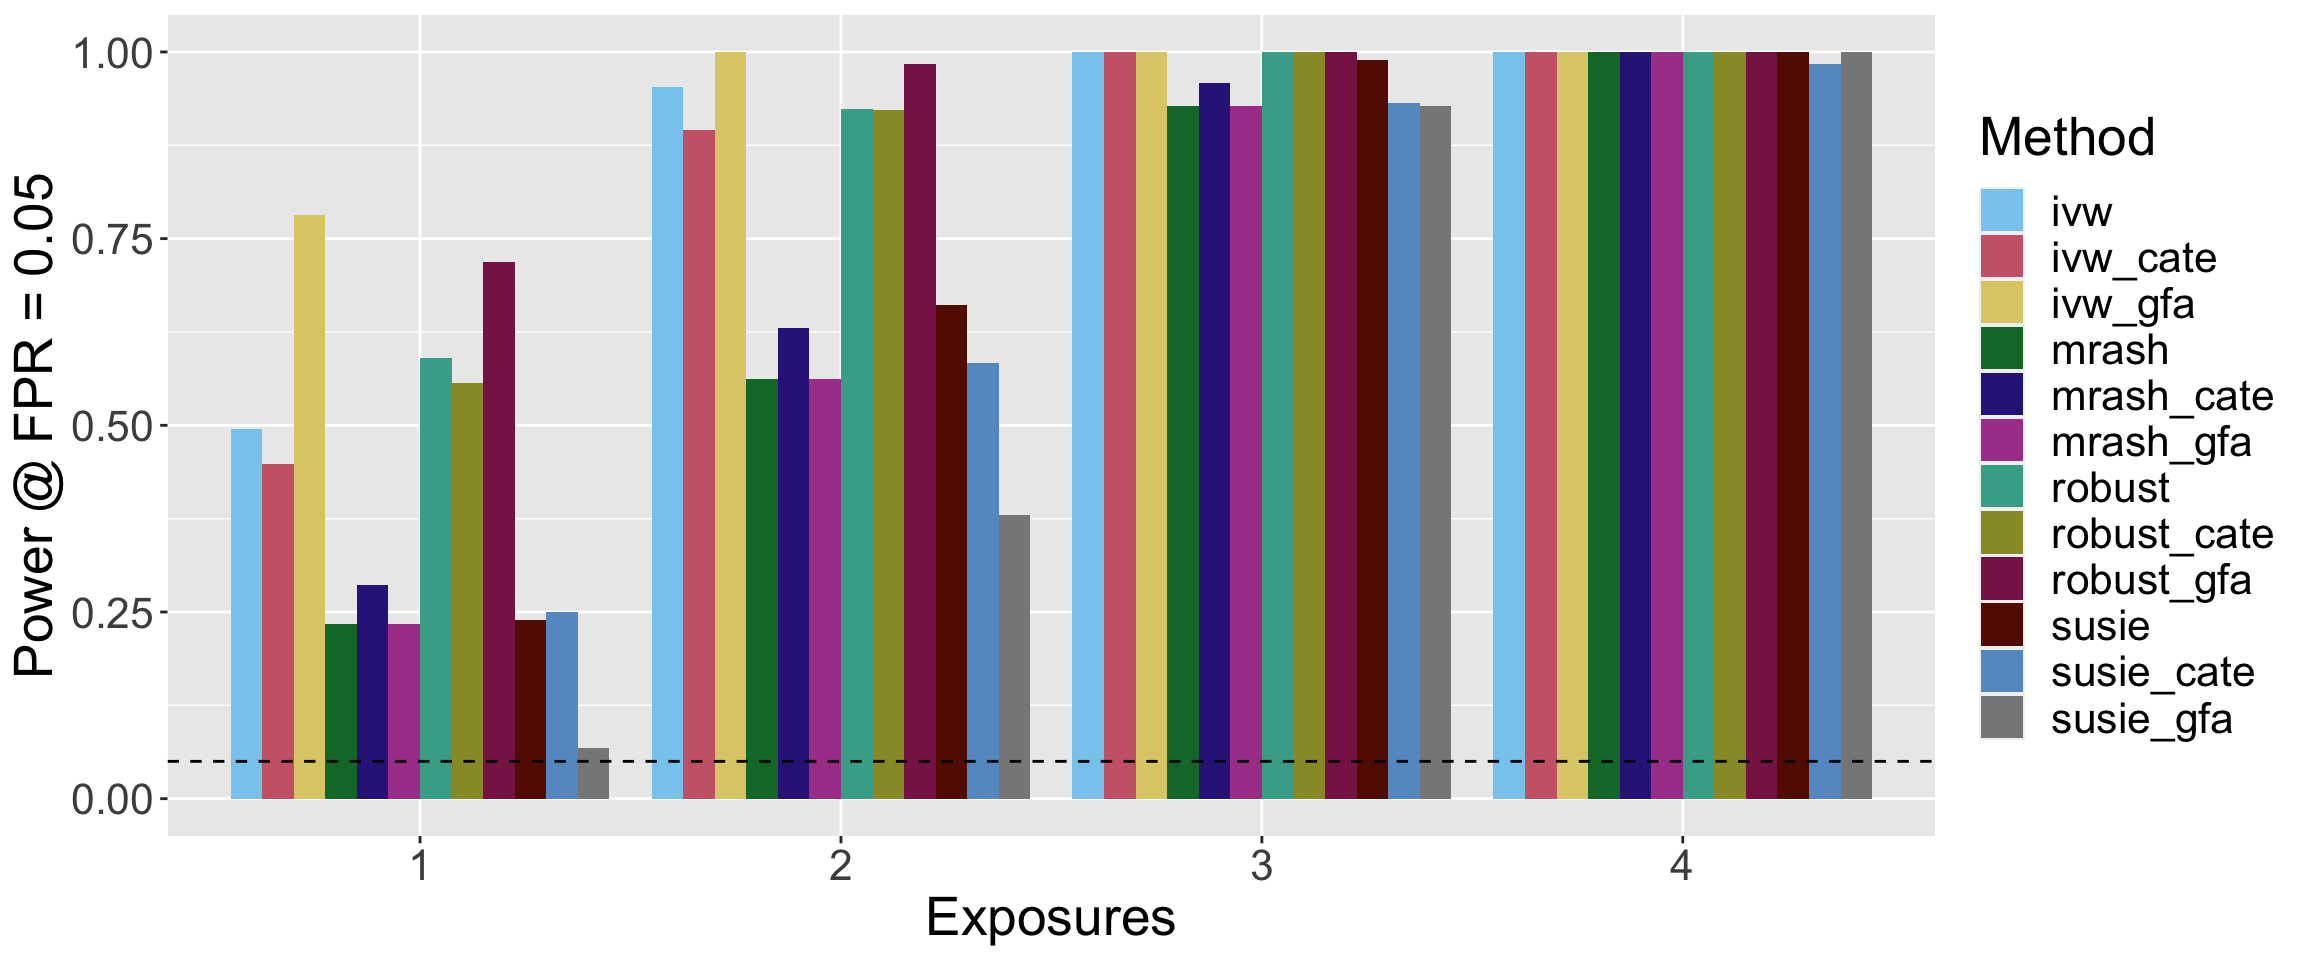 Power @ FPR = 0.05
1.00
0.75
0.50
0.25
0.00
1 2 3 4
Exposures
Method
ivw
ivw_cate
ivw_gfa
mrash
mrash_cate
mrash_gfa
robust
robust_cate
robust_gfa
susie
susie_cate
susie_gfa